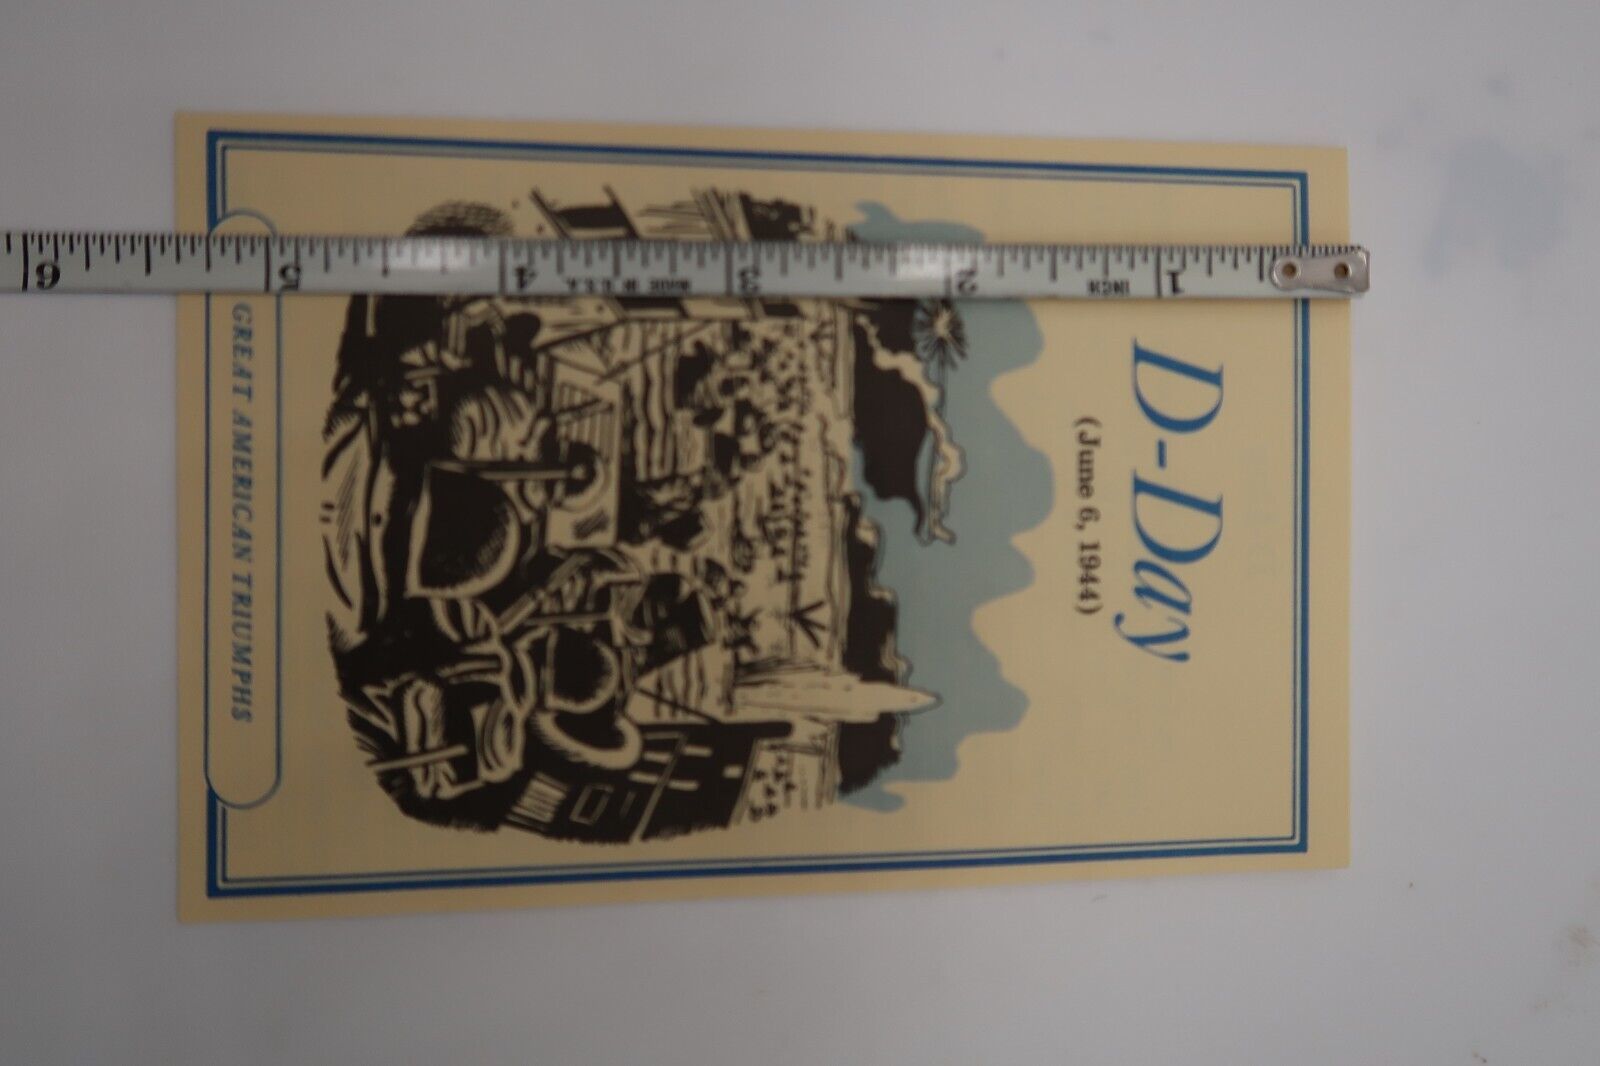 D-Day
(June 6, 1944)
GREAT AMERICAN TRIUMPHS
1 INCH 2 3 MADE IN U.S.A. 4 5 6